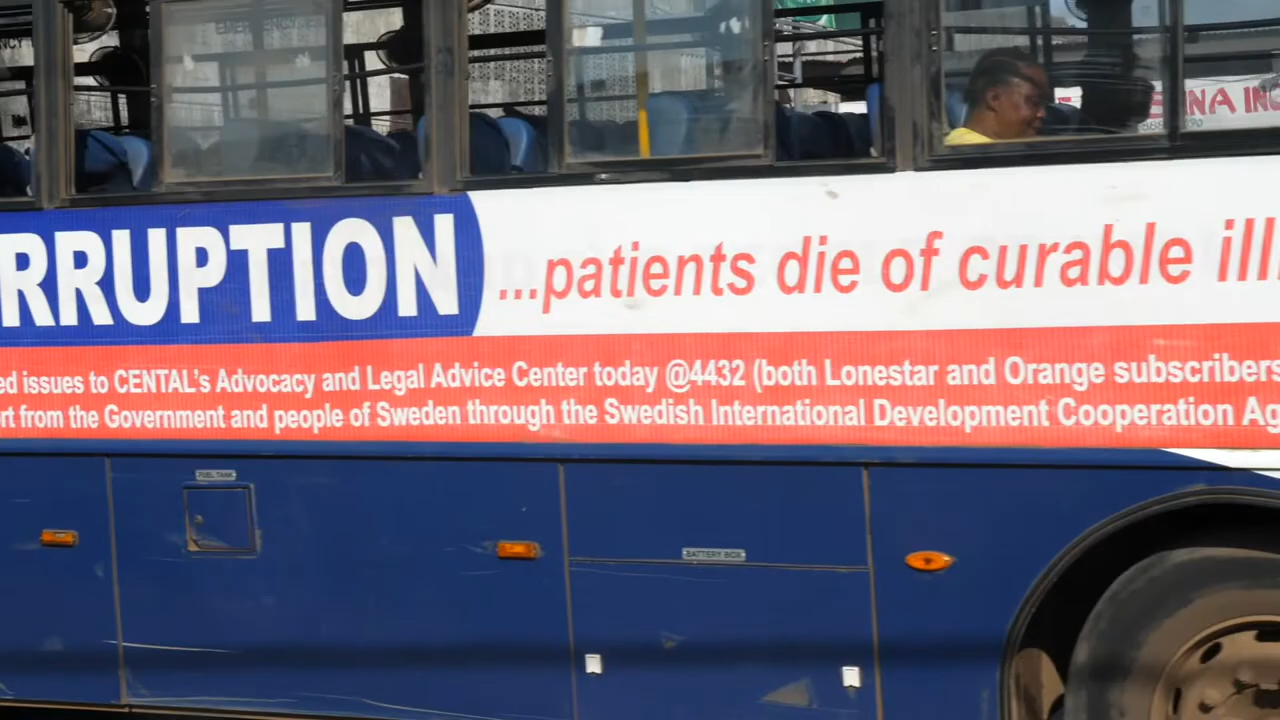 ENNA INC
RRUPTION
...patients die of curable ill
ed issues to CENTAL's Advocacy and Legal Advice Center today @4432 (both Lonestar and Orange subscribers
rt from the Government and people of Sweden through the Swedish International Development Cooperation Ag
FUEL TANK
BATTERY BOX